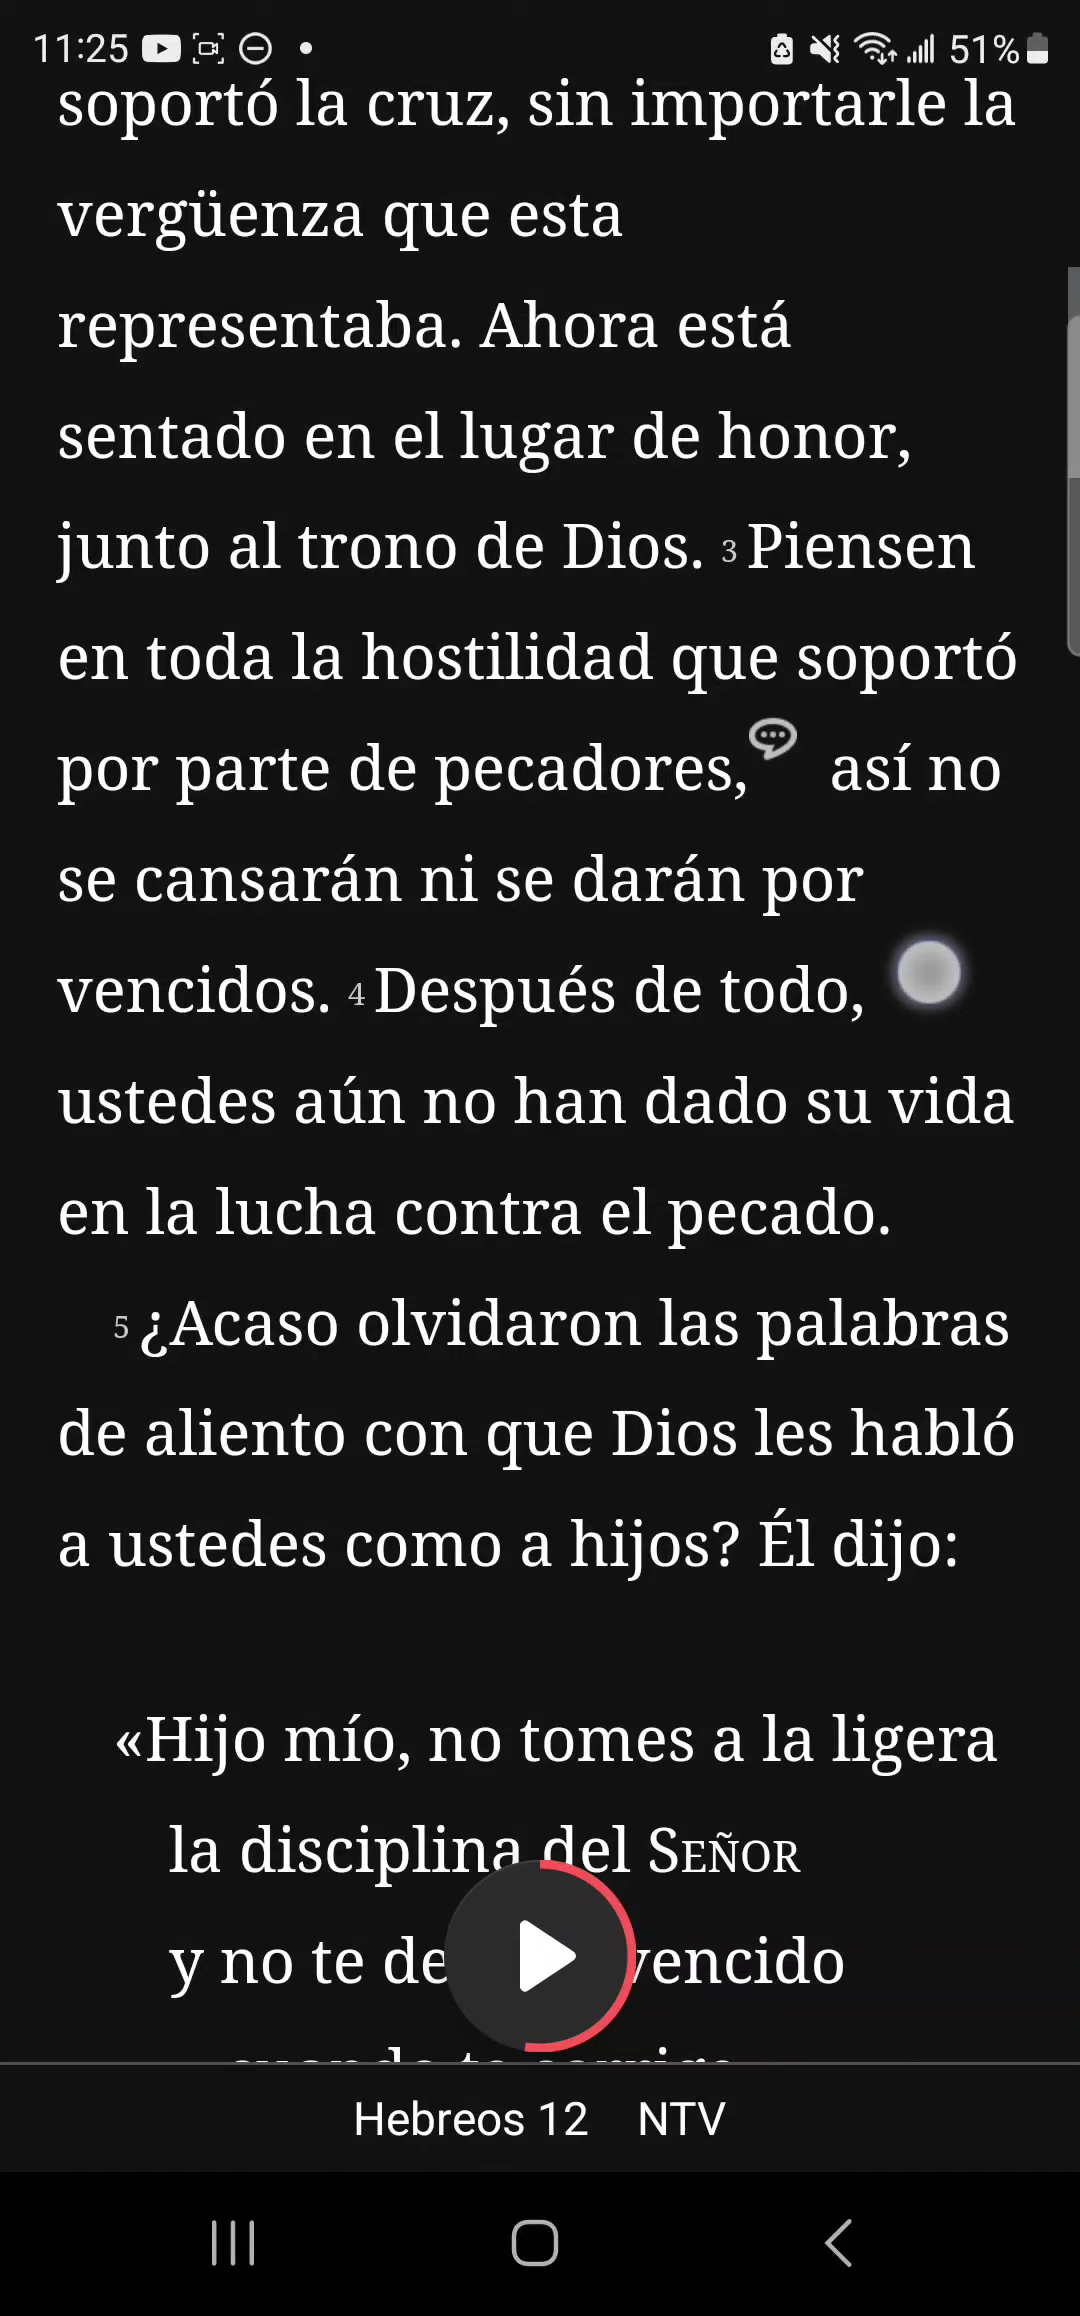 11:25
51%
soportó la cruz, sin importarle la
vergüenza que esta
representaba. Ahora está
sentado en el lugar de honor,
junto al trono de Dios. 3 Piensen
en toda la hostilidad que soportó
por parte de pecadores, así no
se cansarán ni se darán por
vencidos. 4 Después de todo,
ustedes aún no han dado su vida
en la lucha contra el pecado.
5 ¿Acaso olvidaron las palabras
de aliento con que Dios les habló
a ustedes como a hijos? Él dijo:
«Hijo mío, no tomes a la ligera
la disciplina del SEÑOR
y no te de vencido
Hebreos 12 NTV